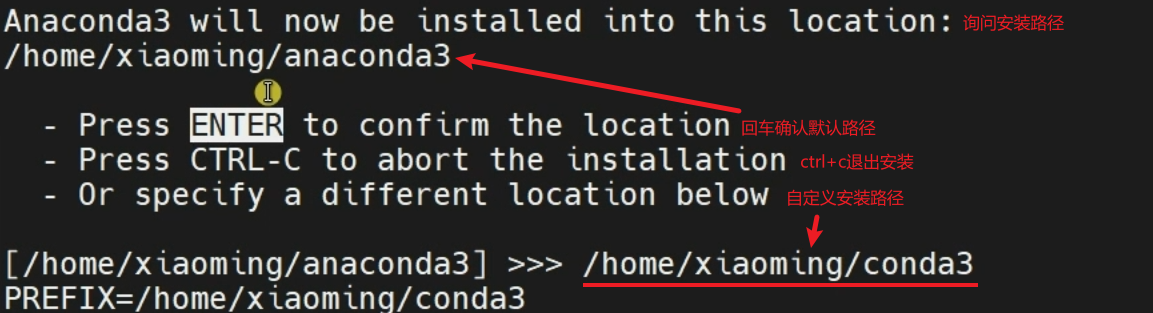 Anaconda3 will now be installed into this location: 询问安装路径
/home/xiaoming/anaconda3
- Press ENTER to confirm the location 回车确认默认路径
- Press CTRL-C to abort the installation ctrl+c退出安装
- Or specify a different location below 自定义安装路径
[/home/xiaoming/anaconda3] >>> /home/xiaoming/conda3
PREFIX=/home/xiaoming/conda3